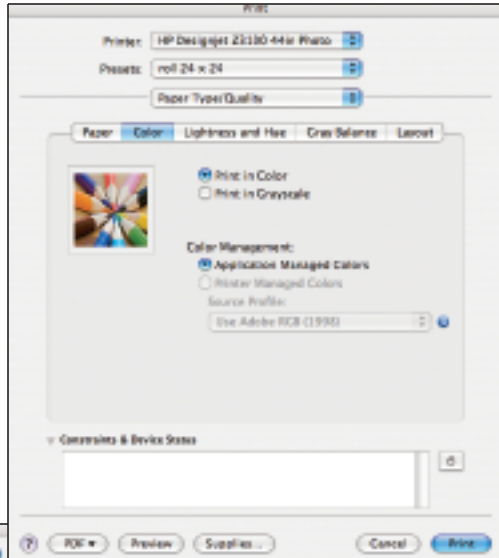 Print
Printer: HP Designjet Z3100 44in Photo
Presets: roll 24 x 24
Paper Type/Quality
Paper Color Lightness and Hue Gray Balance Layout
Print in Color
Print in Grayscale
Color Management:
Application Managed Colors
Printer Managed Colors
Source Profile:
Use Adobe RGB (1998)
Constraints & Device Status
? PDF Preview Supplies... Cancel Print